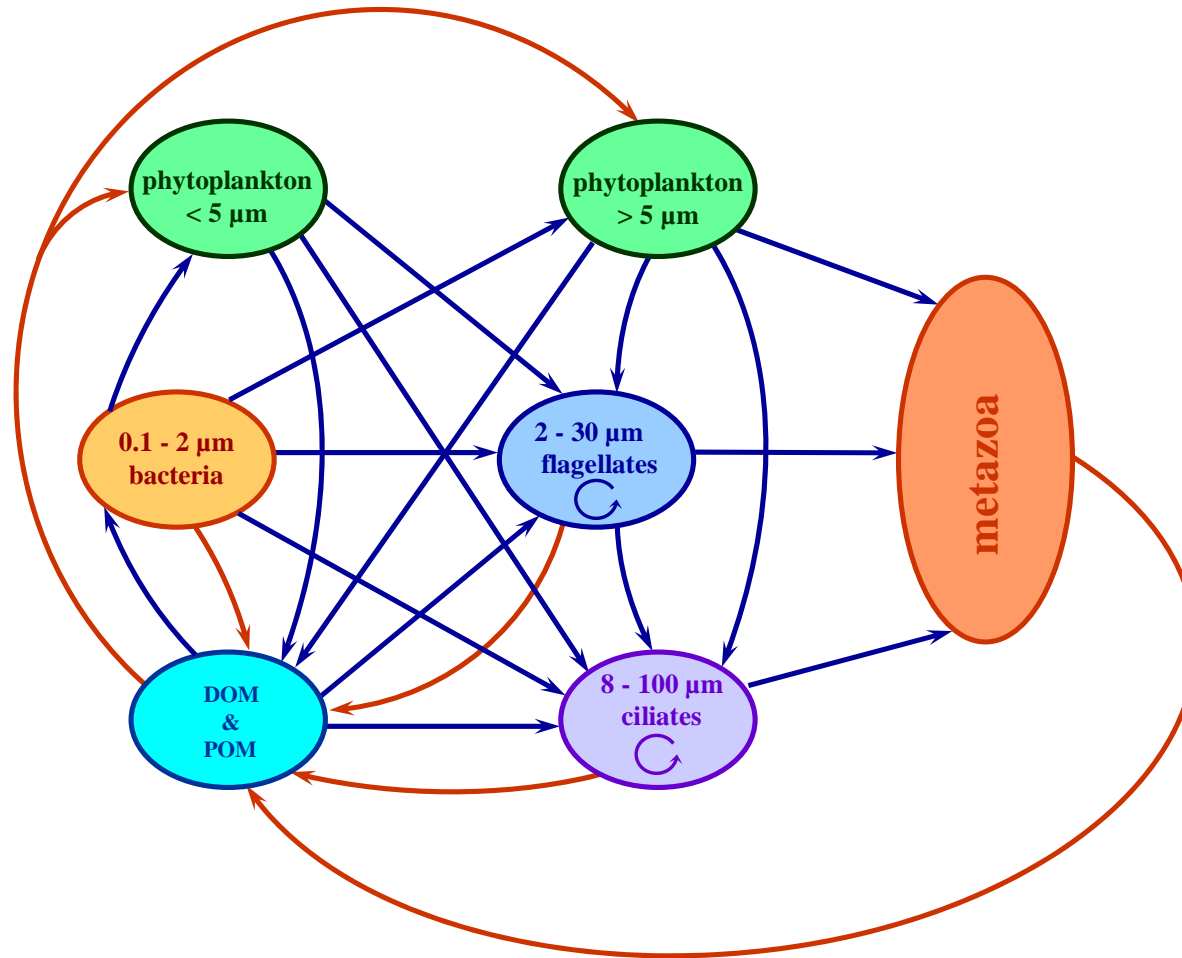 phytoplankton
< 5 µm
phytoplankton
> 5 µm
0.1 - 2 µm
bacteria
2 - 30 µm
flagellates
metazoa
DOM
&
POM
8 - 100 µm
ciliates